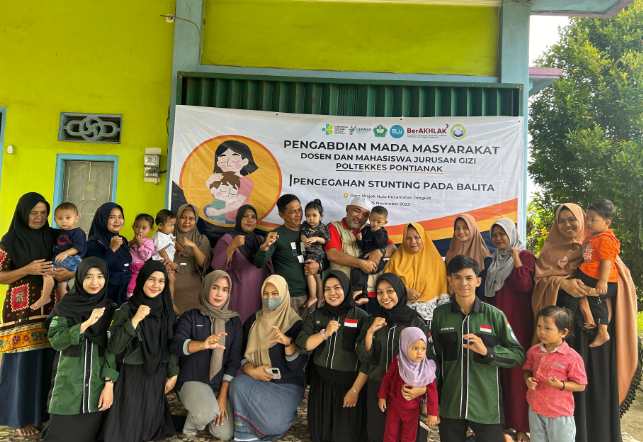 BerAKHLAK
PENGABDIAN MADA MASYARAKAT
DOSEN DAN MAHASISWA JURUSAN GIZI
POLTEKKES PONTIANAK
PENCEGAHAN STUNTING PADA BALITA